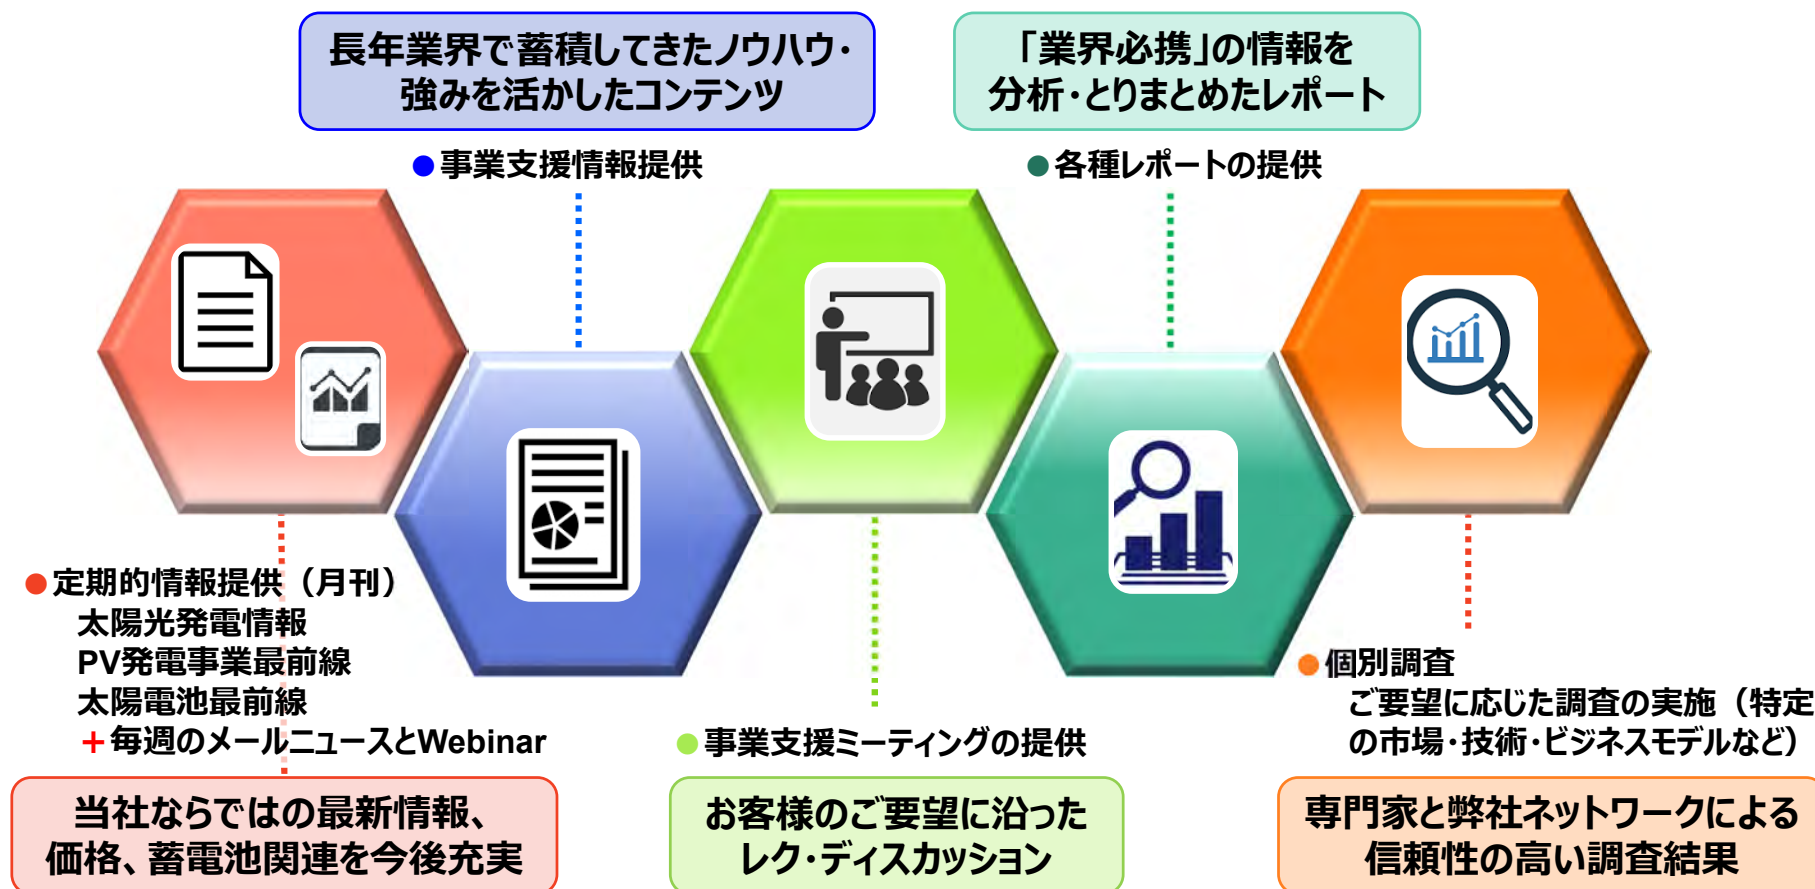 長年業界で蓄積してきたノウハウ・
強みを活かしたコンテンツ
「業界必携」の情報を
分析・とりまとめたレポート
●事業支援情報提供
●各種レポートの提供
●定期的情報提供（月刊）
太陽光発電情報
PV発電事業最前線
太陽電池最前線
＋毎週のメールニュースとWebinar
●事業支援ミーティングの提供
●個別調査
ご要望に応じた調査の実施（特定
の市場・技術・ビジネスモデルなど）
当社ならではの最新情報、
価格、蓄電池関連を今後充実
お客様のご要望に沿った
レク・ディスカッション
専門家と弊社ネットワークによる
信頼性の高い調査結果